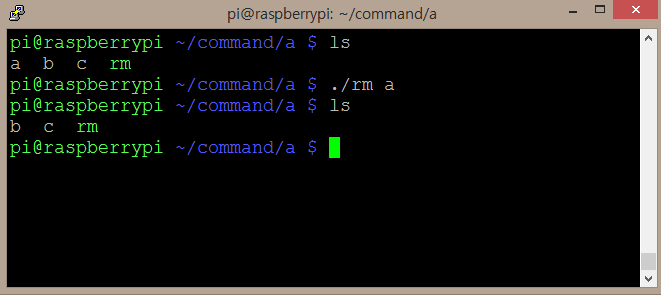 pi@raspberrypi: ~/command/a
pi@raspberrypi ~/command/a $ ls
a  b  c  rm
pi@raspberrypi ~/command/a $ ./rm a
pi@raspberrypi ~/command/a $ ls
b  c  rm
pi@raspberrypi ~/command/a $